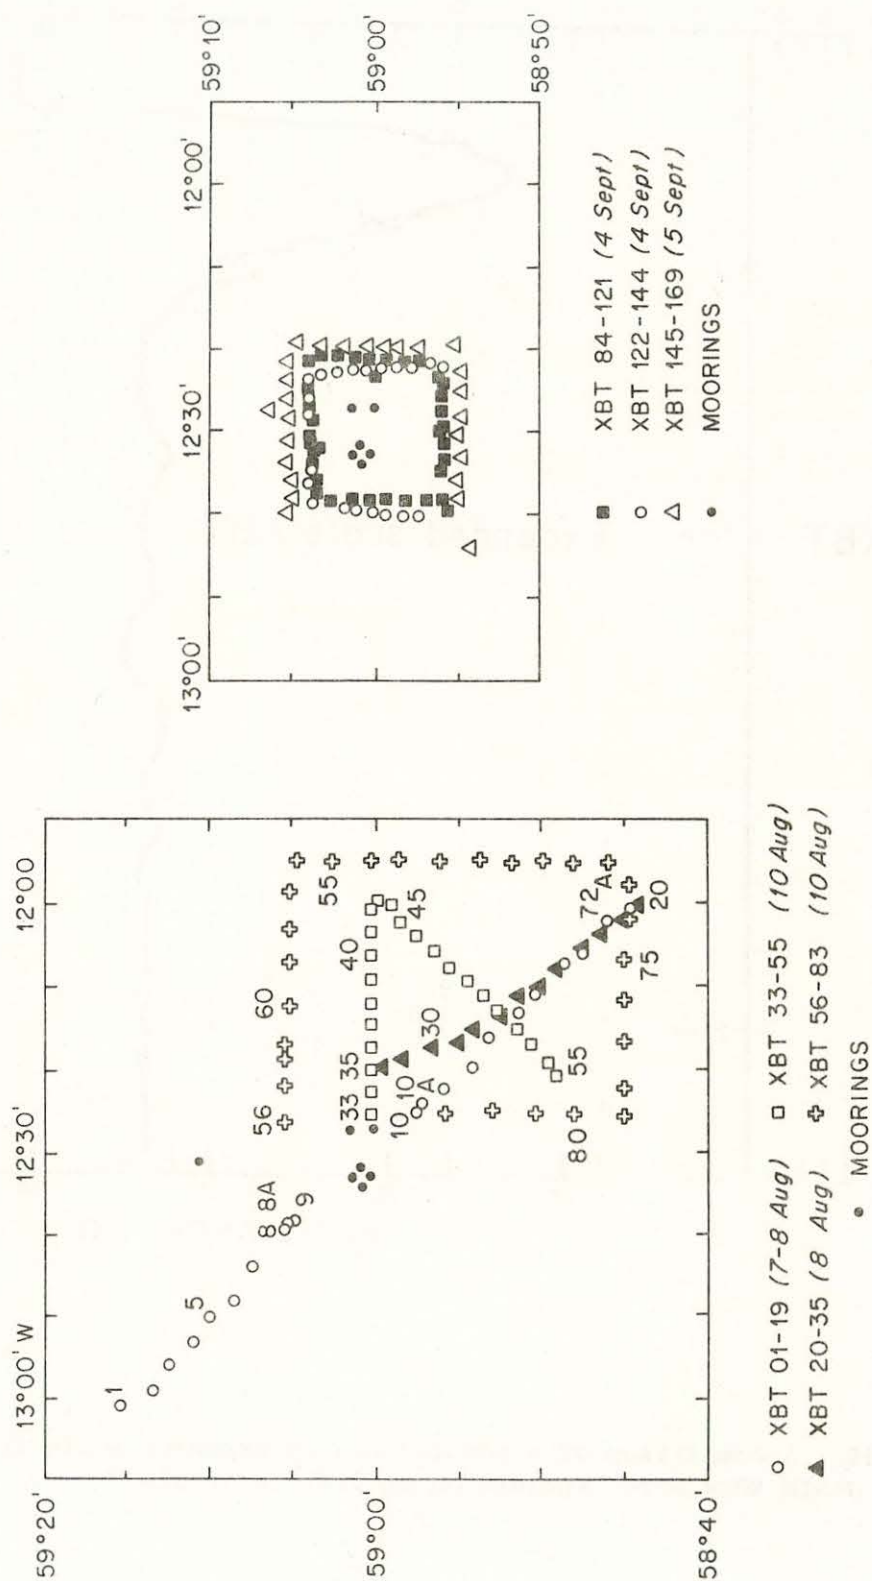 13°00' W
12°30'
12°00
59°20'
59°00'
58°40'
1
5
8 8A
9
56
60
55
33 35
40
45
10 10
A
30
80
55
72 A
75
20
XBT 01-19 (7-8 Aug)
XBT 33-55 (10 Aug)
XBT 20-35 (8 Aug)
XBT 56-83 (10 Aug)
MOORINGS
13°00'
12°30'
12°00'
59°10'
59°00'
58°50'
XBT 84-121 (4 Sept)
XBT 122-144 (4 Sept)
XBT 145-169 (5 Sept)
MOORINGS